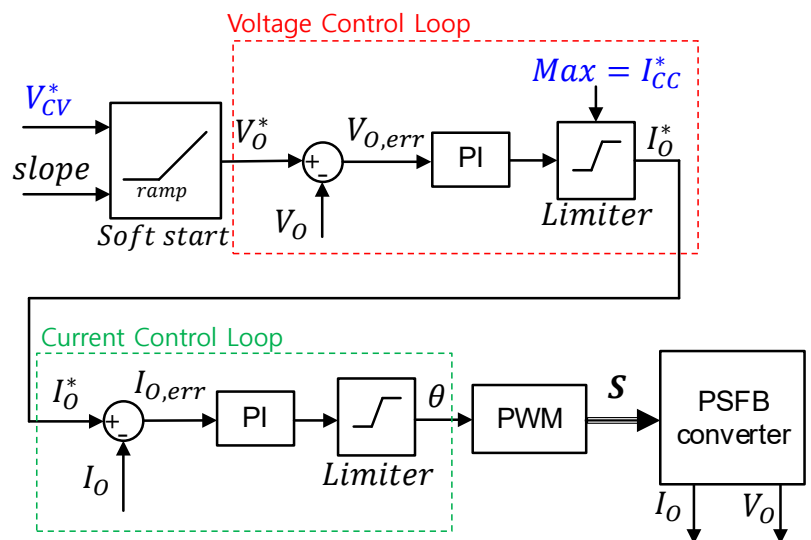 Voltage Control Loop
V*CV
slope
ramp
Soft start
V*O
+
-
VO
VO,err
PI
Max = I*CC
Limiter
I*O
Current Control Loop
I*O
+
-
IO
IO,err
PI
Limiter
θ
PWM
S
PSFB
converter
IO
VO